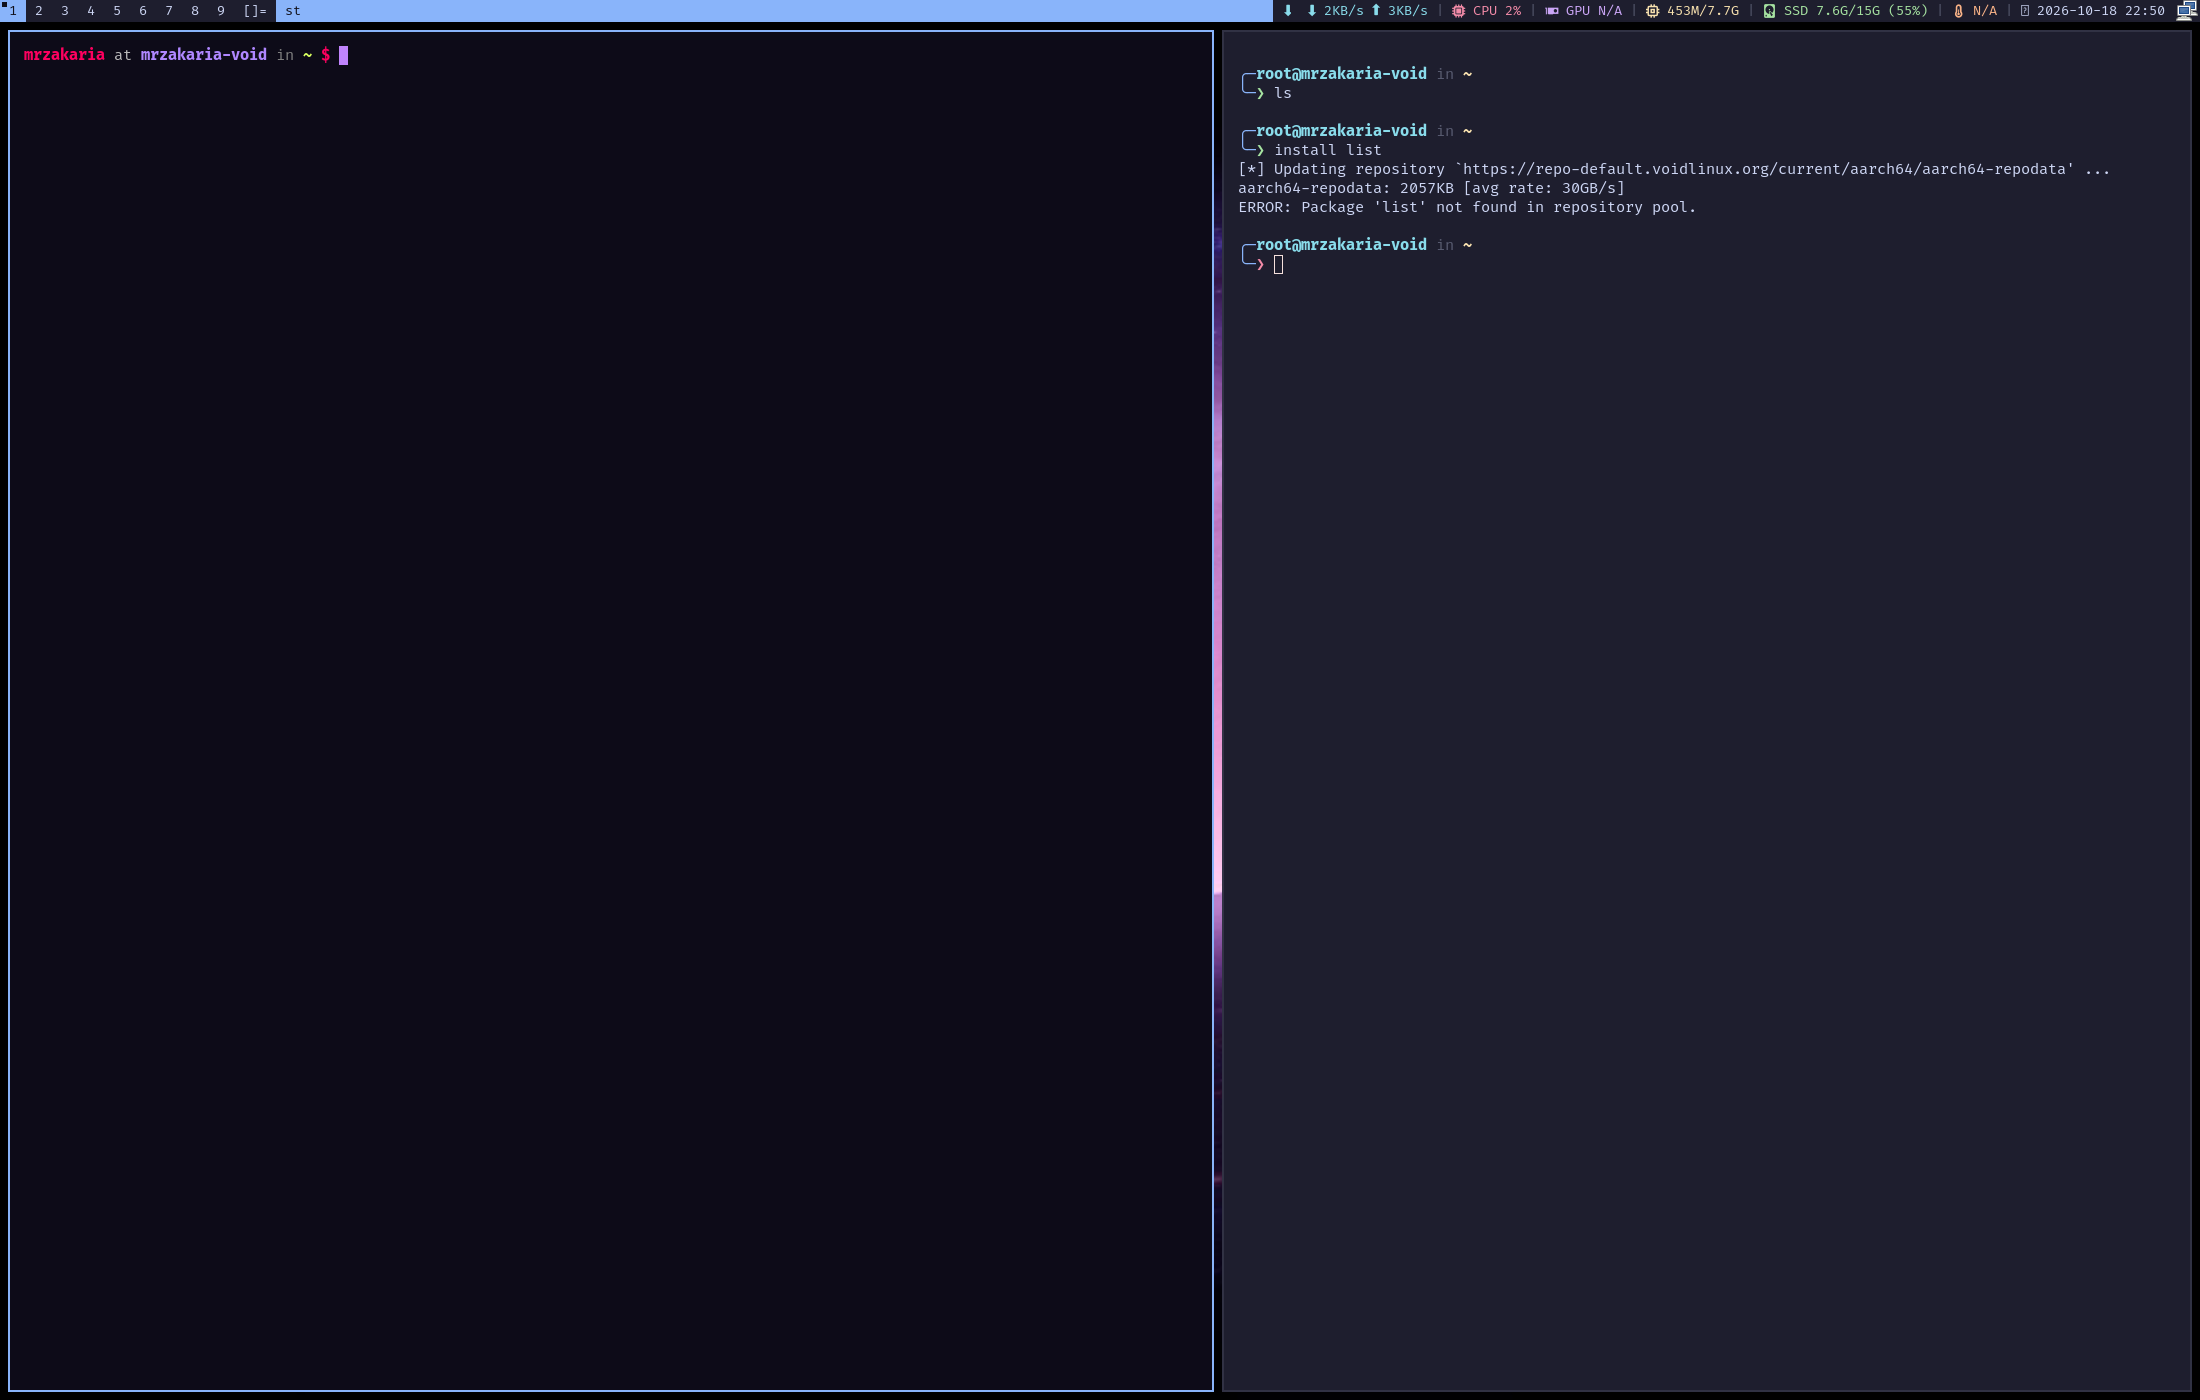 1 2 3 4 5 6 7 8 9 []= st 2KB/s 3KB/s | CPU 2% | GPU N/A | 453M/7.7G | SSD 7.6G/15G (55%) | N/A | 2026-10-18 22:50
mrzakaria at mrzakaria-void in ~ $
root@mrzakaria-void in ~
❯ ls
root@mrzakaria-void in ~
❯ install list
[*] Updating repository `https://repo-default.voidlinux.org/current/aarch64/aarch64-repodata' ...
aarch64-repodata: 2057KB [avg rate: 30GB/s]
ERROR: Package 'list' not found in repository pool.
root@mrzakaria-void in ~
❯